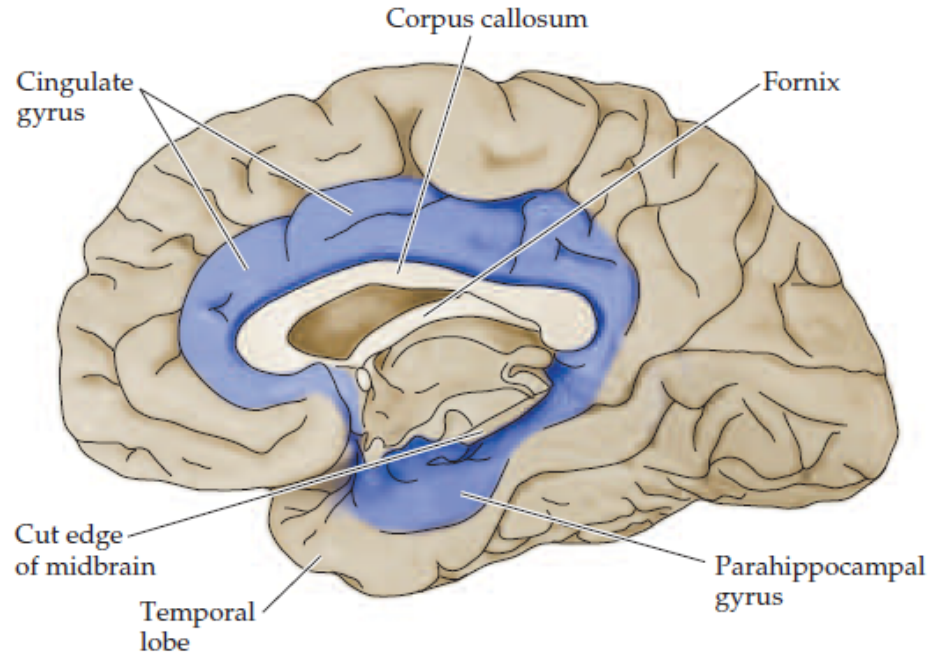 Corpus callosum
Cingulate
gyrus
Fornix
Cut edge
of midbrain
Parahippocampal
gyrus
Temporal
lobe